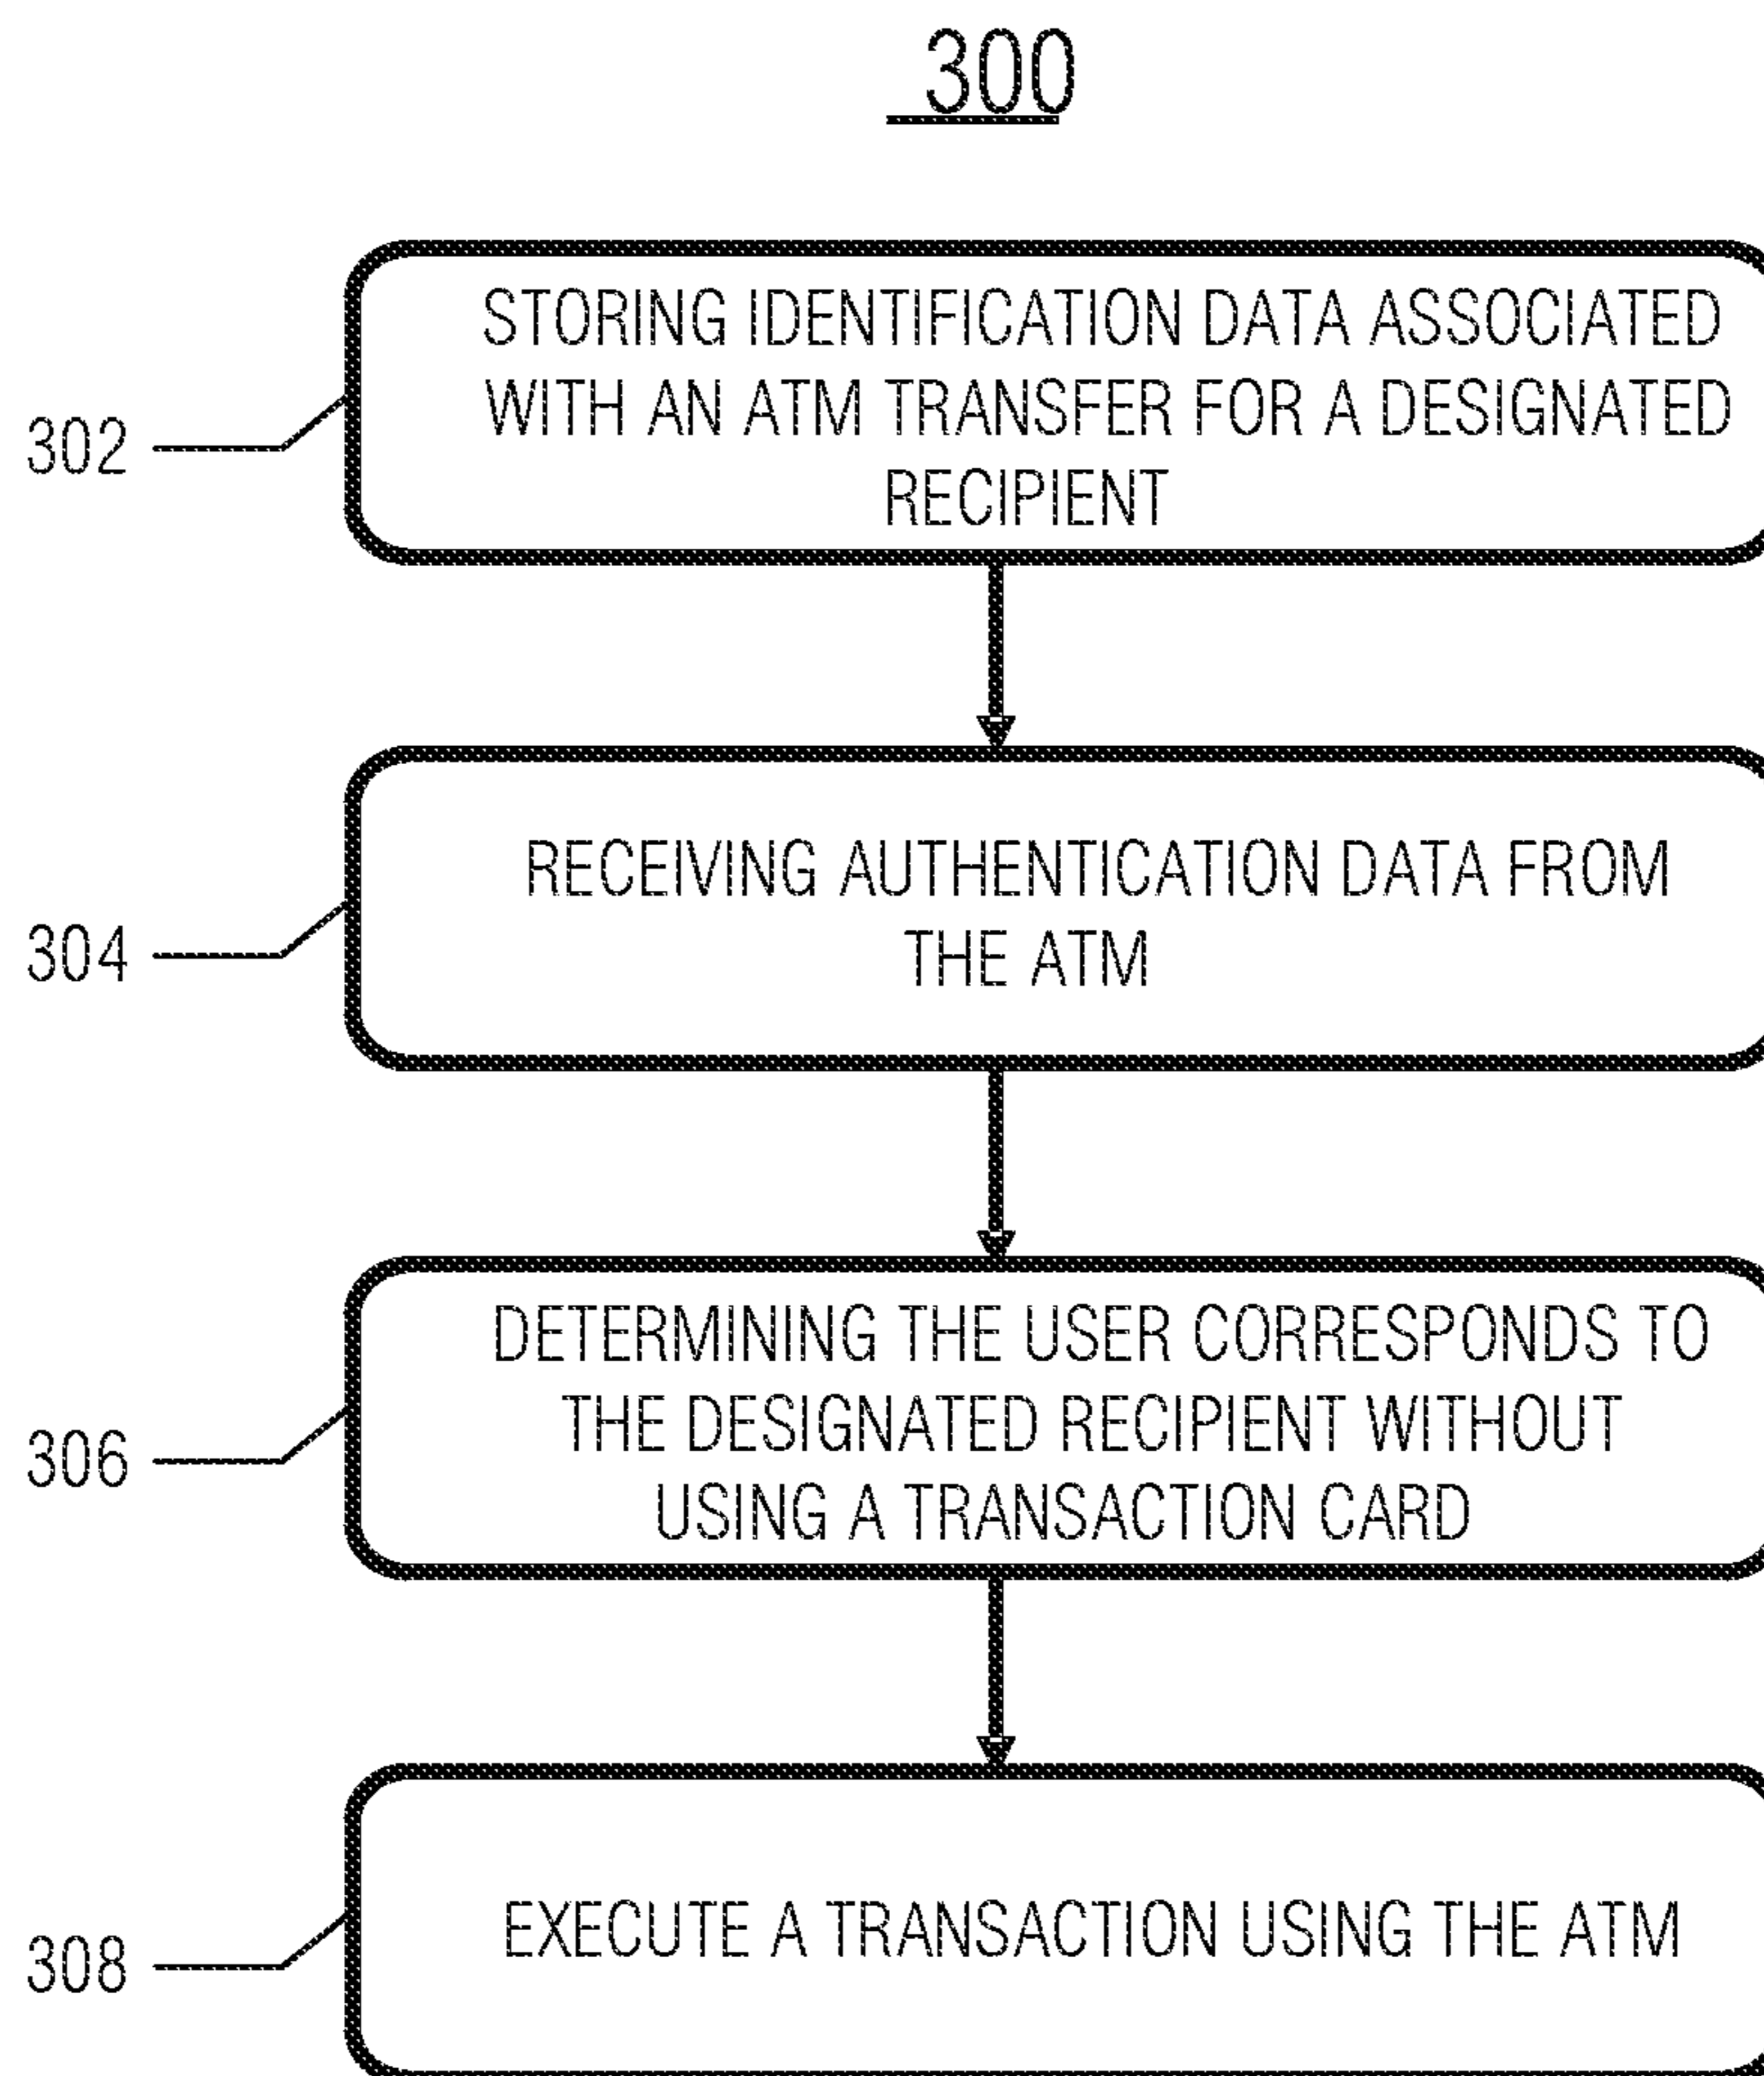 300
STORING IDENTIFICATION DATA ASSOCIATED
WITH AN ATM TRANSFER FOR A DESIGNATED
RECIPIENT
302
RECEIVING AUTHENTICATION DATA FROM
THE ATM
304
DETERMINING THE USER CORRESPONDS TO
THE DESIGNATED RECIPIENT WITHOUT
USING A TRANSACTION CARD
306
EXECUTE A TRANSACTION USING THE ATM
308